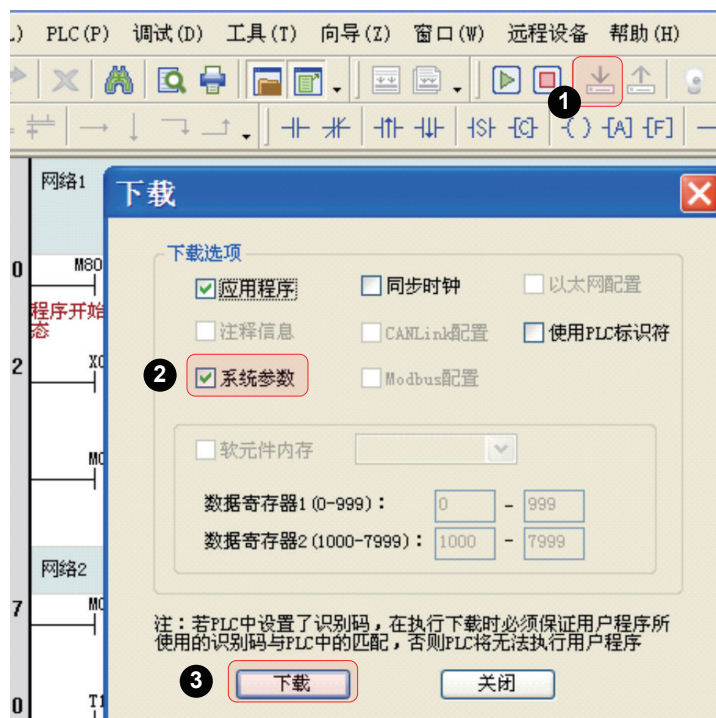 .) PLC(P) 调试(D) 工具(T) 向导(Z) 窗口(W) 远程设备 帮助(H)
1
S C ( ) [A] [F]
网络1
下载
下载选项
0 M80
应用程序 同步时钟 以太网配置
程序开始
态
注释信息 CANLink配置 使用PLC标识符
2 X0
2 系统参数 Modbus配置
软元件内存
M0
数据寄存器1(0-999): 0 - 999
数据寄存器2(1000-7999): 1000 - 7999
网络2
7 M0
注:若PLC中设置了识别码,在执行下载时必须保证用户程序所
使用的识别码与PLC中的匹配,否则PLC将无法执行用户程序
3 下载 关闭
0 T1